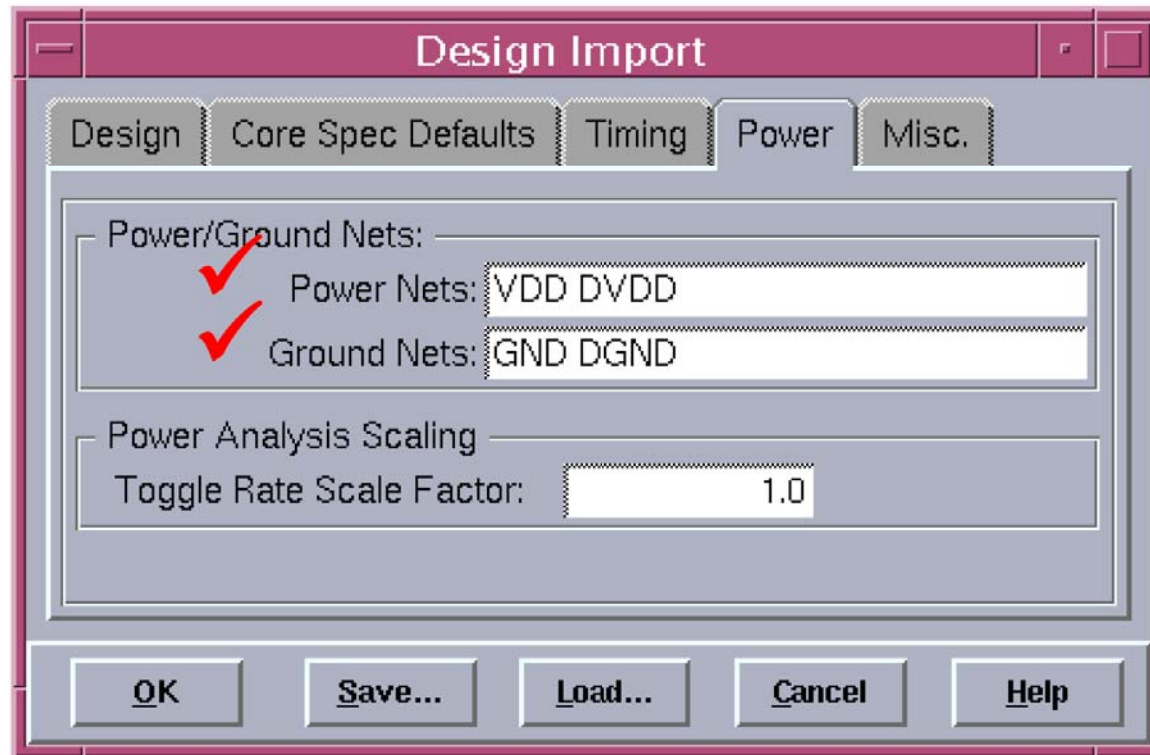 Design Import
Design Core Spec Defaults Timing Power Misc.
Power/Ground Nets:
Power Nets: VDD DVDD
Ground Nets: GND DGND
Power Analysis Scaling
Toggle Rate Scale Factor: 1.0
OK Save... Load... Cancel Help